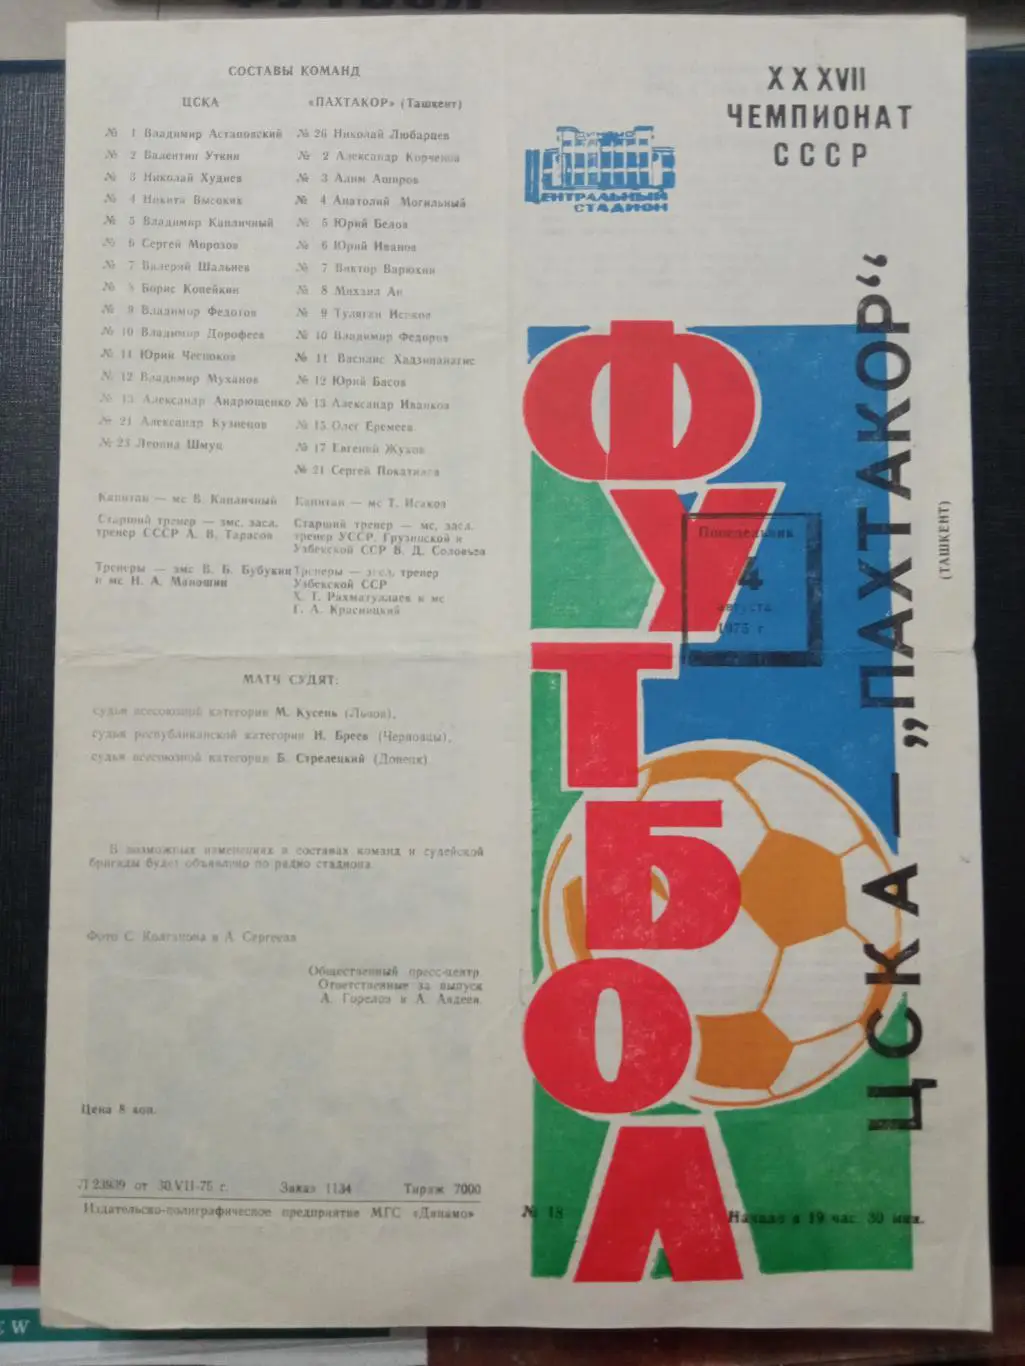 СОСТАВЫ КОМАНД
ЦСКА
№ 1 Владимир Астаповский
№ 2 Валентин Уткин
№ 3 Николай Худиев
№ 4 Никита Высоких
№ 5 Владимир Капличный
№ 6 Сергей Морозов
№ 7 Валерий Шальнев
№ 8 Борис Копейкин
№ 9 Владимир Федотов
№ 10 Владимир Дорофеев
№ 11 Юрий Чесноков
№ 12 Владимир Муханов
№ 13 Александр Андрющенко
№ 21 Александр Кузнецов
№ 23 Леонид Шмуц
Капитан — мс В. Капличный
Старший тренер — змс, засл.
тренер СССР А. В. Тарасов
Тренеры — змс В. Б. Бубукин
и мс Н. А. Маношин
«ПАХТАКОР» (Ташкент)
№ 26 Николай Любарцев
№ 2 Александр Корченов
№ 3 Алим Аширов
№ 4 Анатолий Могильный
№ 5 Юрий Белов
№ 6 Юрий Иванов
№ 7 Виктор Варюхин
№ 8 Михаил Ан
№ 9 Туляган Исаков
№ 10 Владимир Федоров
№ 11 Василис Хадзипанагис
№ 12 Юрий Басов
№ 13 Александр Иванков
№ 15 Олег Еремеев
№ 17 Евгений Жуков
№ 21 Сергей Покатилов
Капитан — мс Т. Исаков
Старший тренер — мс, засл.
тренер УССР, Грузинской и
Узбекской ССР В. Д. Соловьев
Тренеры — засл. тренер
Узбекской ССР
Х. Т. Рахматуллаев и мс
Г. А. Красницкий
МАТЧ СУДЯТ:
судья всесоюзной категории М. Кусень (Львов),
судья республиканской категории И. Бреев (Черновцы),
судья всесоюзной категории Б. Стрелецкий (Донецк).
О возможных изменениях в составах команд и судейской
бригады будет объявлено по радио стадиона.
Фото С. Колганова и А. Сергеева
Общественный пресс-центр.
Ответственные за выпуск
А. Горелов и А. Авдеев.
Цена 8 коп.
Л 23939 от 30.VII-75 г. Заказ 1134 Тираж 7000
Издательско-полиграфическое предприятие МГС «Динамо»
XXXVII
ЧЕМПИОНАТ
СССР
ДИНАМО
ЦЕНТРАЛЬНЫЙ
СТАДИОН
ФУТБОЛ
Понедельник
4
августа
1975 г.
ЦСКА — „ПАХТАКОР“
(ТАШКЕНТ)
№ 18
Начало в 19 час. 30 мин.